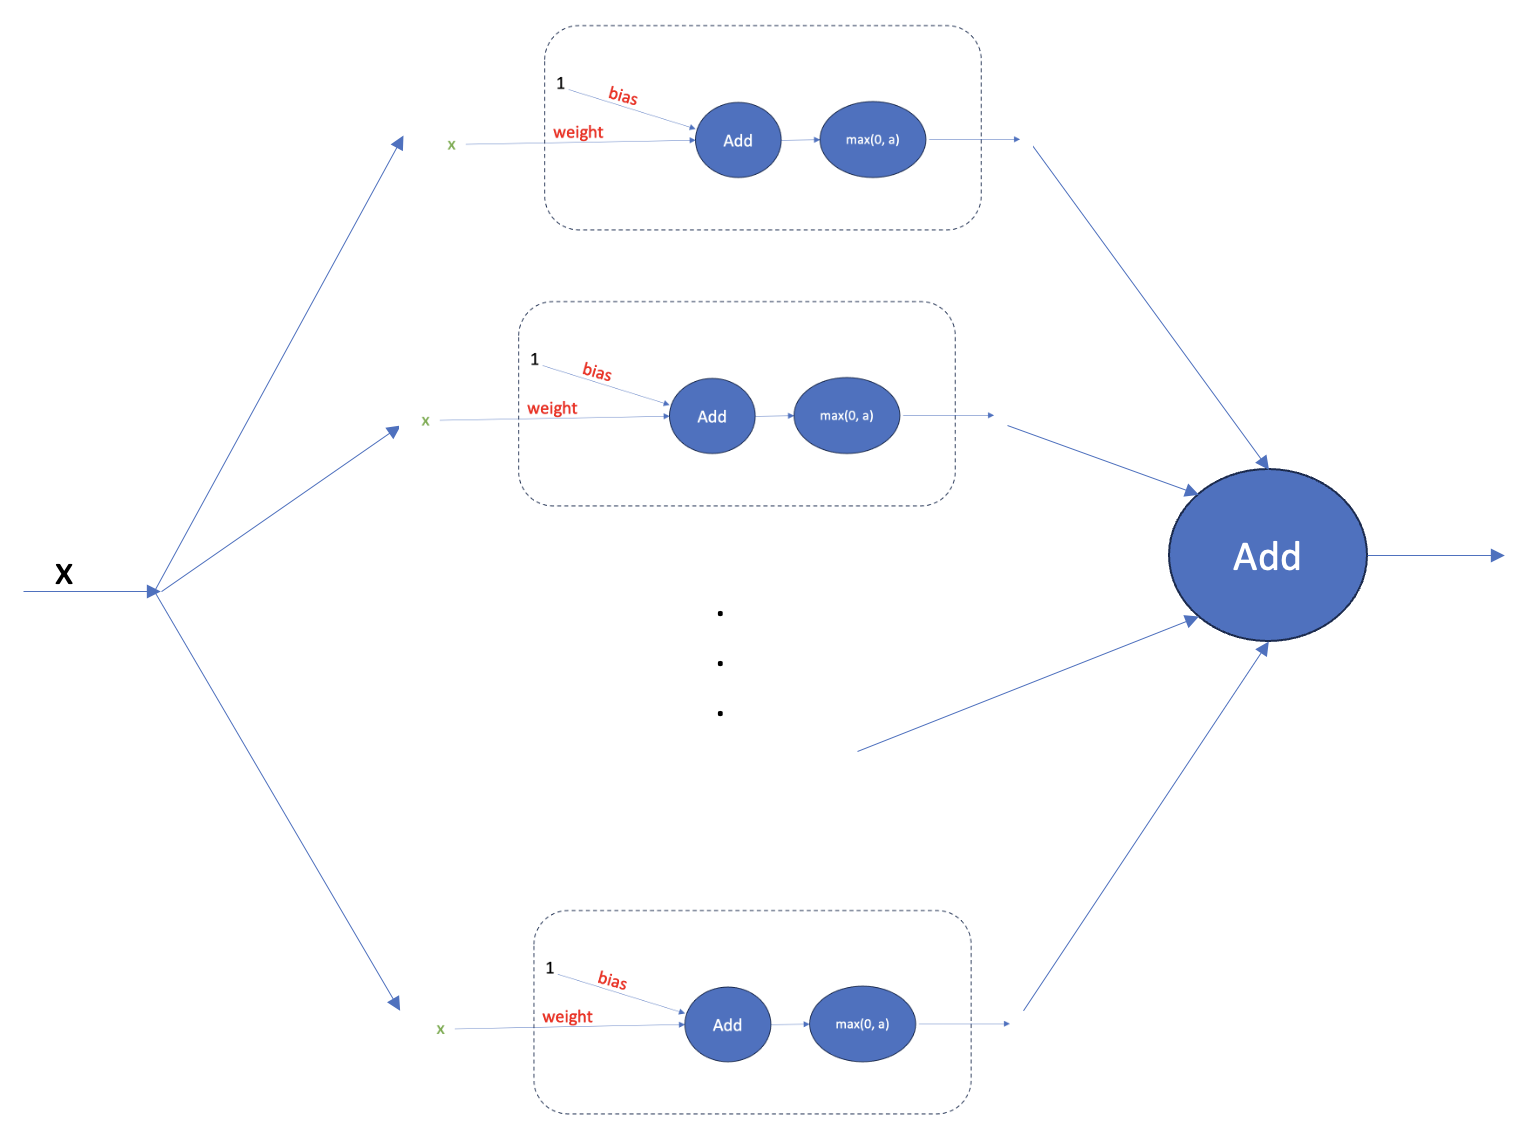 1
bias
weight
x
Add
max(0, a)
1
bias
weight
x
Add
max(0, a)
X
.
.
.
Add
1
bias
weight
x
Add
max(0, a)